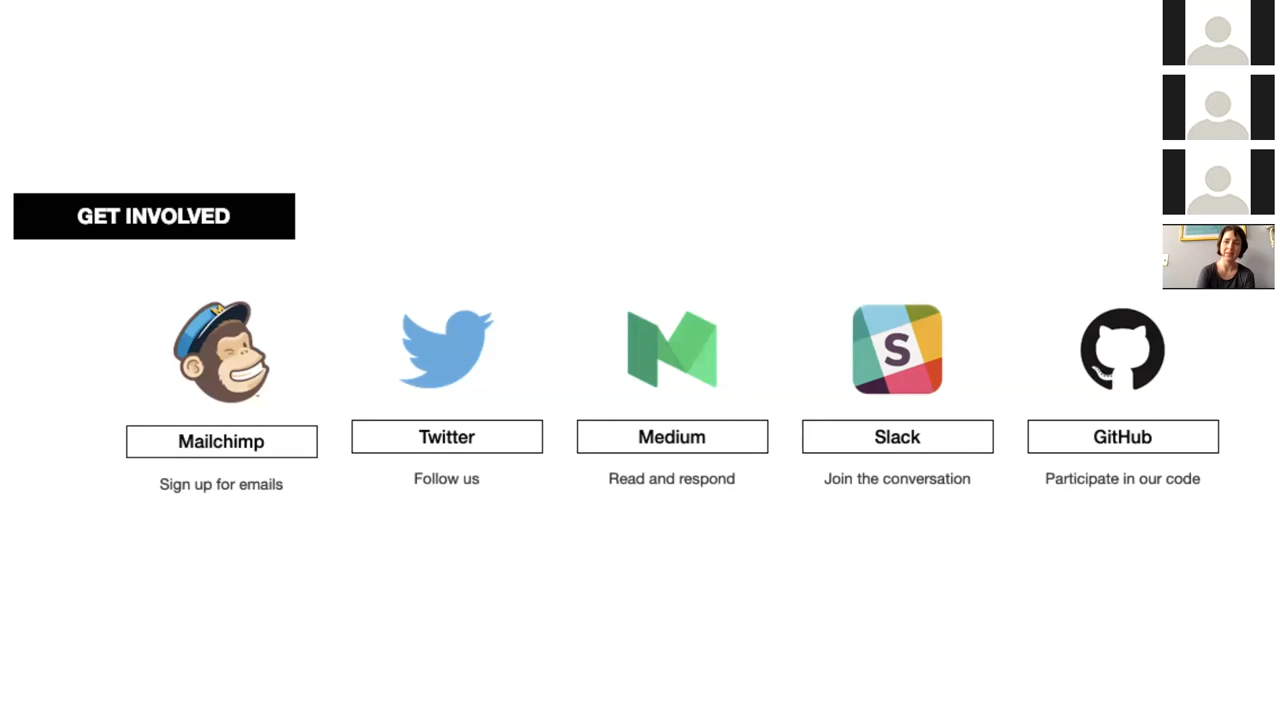 GET INVOLVED
S
Mailchimp
Sign up for emails
Twitter
Follow us
Medium
Read and respond
Slack
Join the conversation
GitHub
Participate in our code